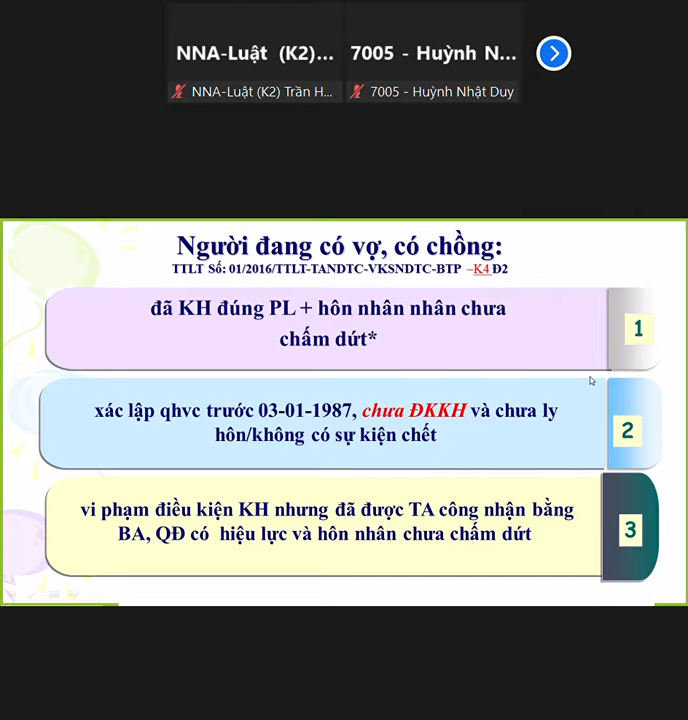 NNA-Luật (K2)... 7005 - Huỳnh N...
NNA-Luật (K2) Trần H... 7005 - Huỳnh Nhật Duy
Người đang có vợ, có chồng:
TTLT Số: 01/2016/TTLT-TANDTC-VKSNDTC-BTP –K4 Đ2
đã KH đúng PL + hôn nhân nhân chưa
chấm dứt*
1
xác lập qhvc trước 03-01-1987, chưa ĐKKH và chưa ly
hôn/không có sự kiện chết
2
vi phạm điều kiện KH nhưng đã được TA công nhận bằng
BA, QĐ có hiệu lực và hôn nhân chưa chấm dứt
3